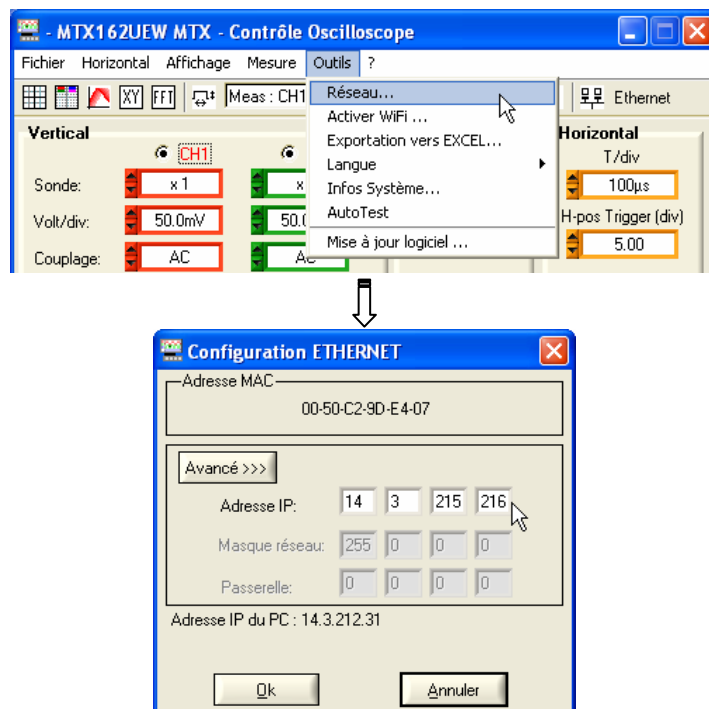 - MTX162UEW MTX - Contrôle Oscilloscope
Fichier Horizontal Affichage Mesure Outils ?
XY FFT Meas : CH1 Ethernet
Réseau...
Activer WiFi ...
Exportation vers EXCEL...
Langue
Infos Système...
AutoTest
Mise à jour logiciel ...
Vertical
CH1
Sonde: x 1 x
Volt/div: 50.0mV 50.0
Couplage: AC AC
Horizontal
T/div
100µs
H-pos Trigger (div)
5.00
Configuration ETHERNET
Adresse MAC
00-50-C2-9D-E4-07
Avancé >>>
Adresse IP: 14 3 215 216
Masque réseau: 255 0 0 0
Passerelle: 0 0 0 0
Adresse IP du PC : 14.3.212.31
Ok Annuler